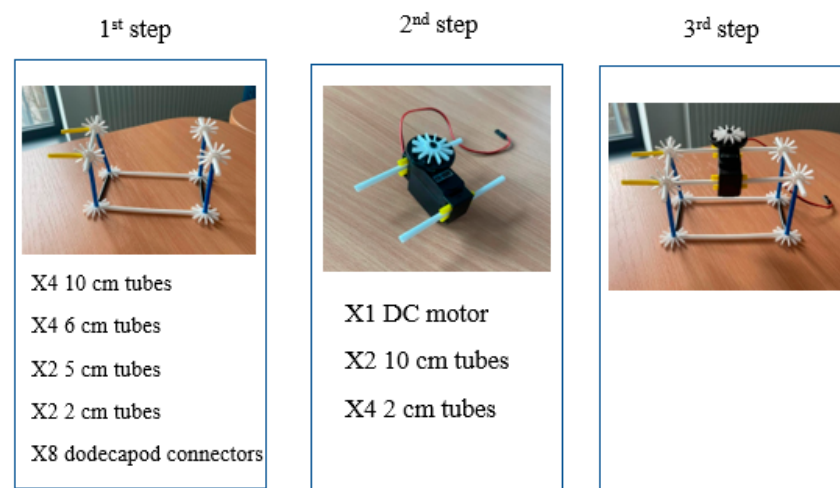 1st step
2nd step
3rd step
X4 10 cm tubes
X4 6 cm tubes
X2 5 cm tubes
X2 2 cm tubes
X8 dodecapod connectors
X1 DC motor
X2 10 cm tubes
X4 2 cm tubes